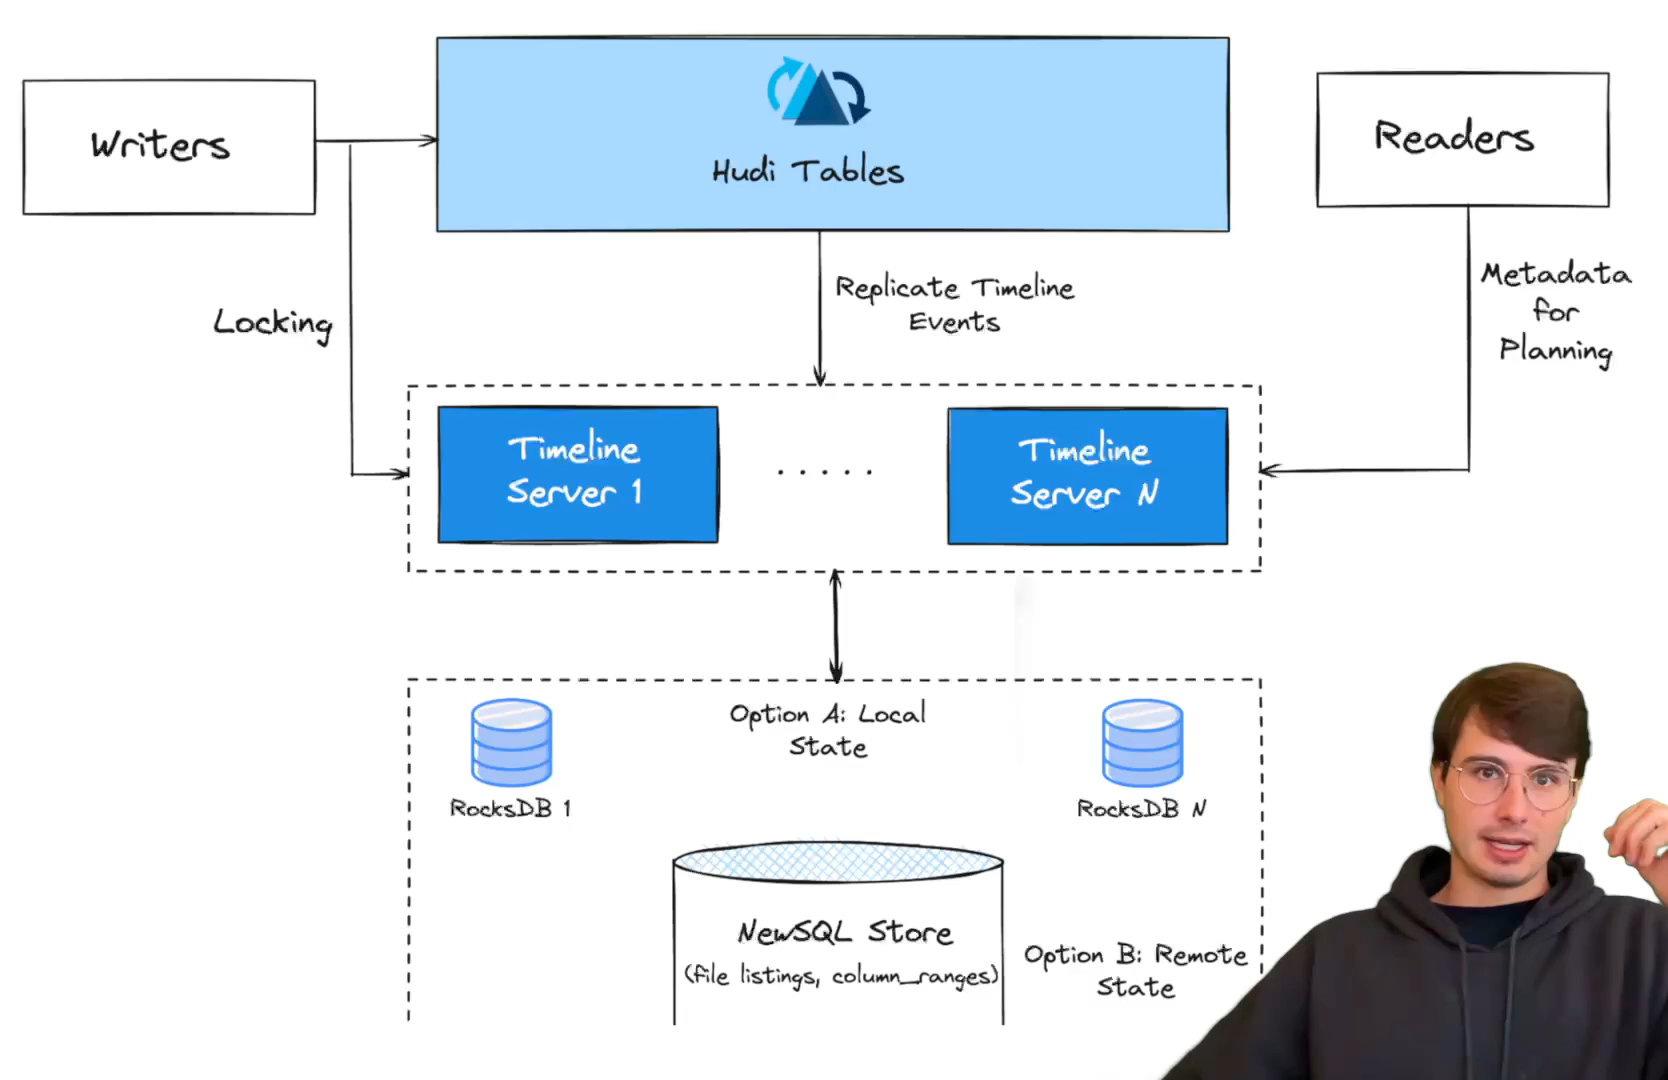 Writers
Hudi Tables
Readers
Locking
Replicate Timeline
Events
Metadata
for
Planning
Timeline
Server 1
.....
Timeline
Server N
Option A: Local
State
RocksDB 1
RocksDB N
NewSQL Store
(file listings, column_ranges)
Option B: Remote
State